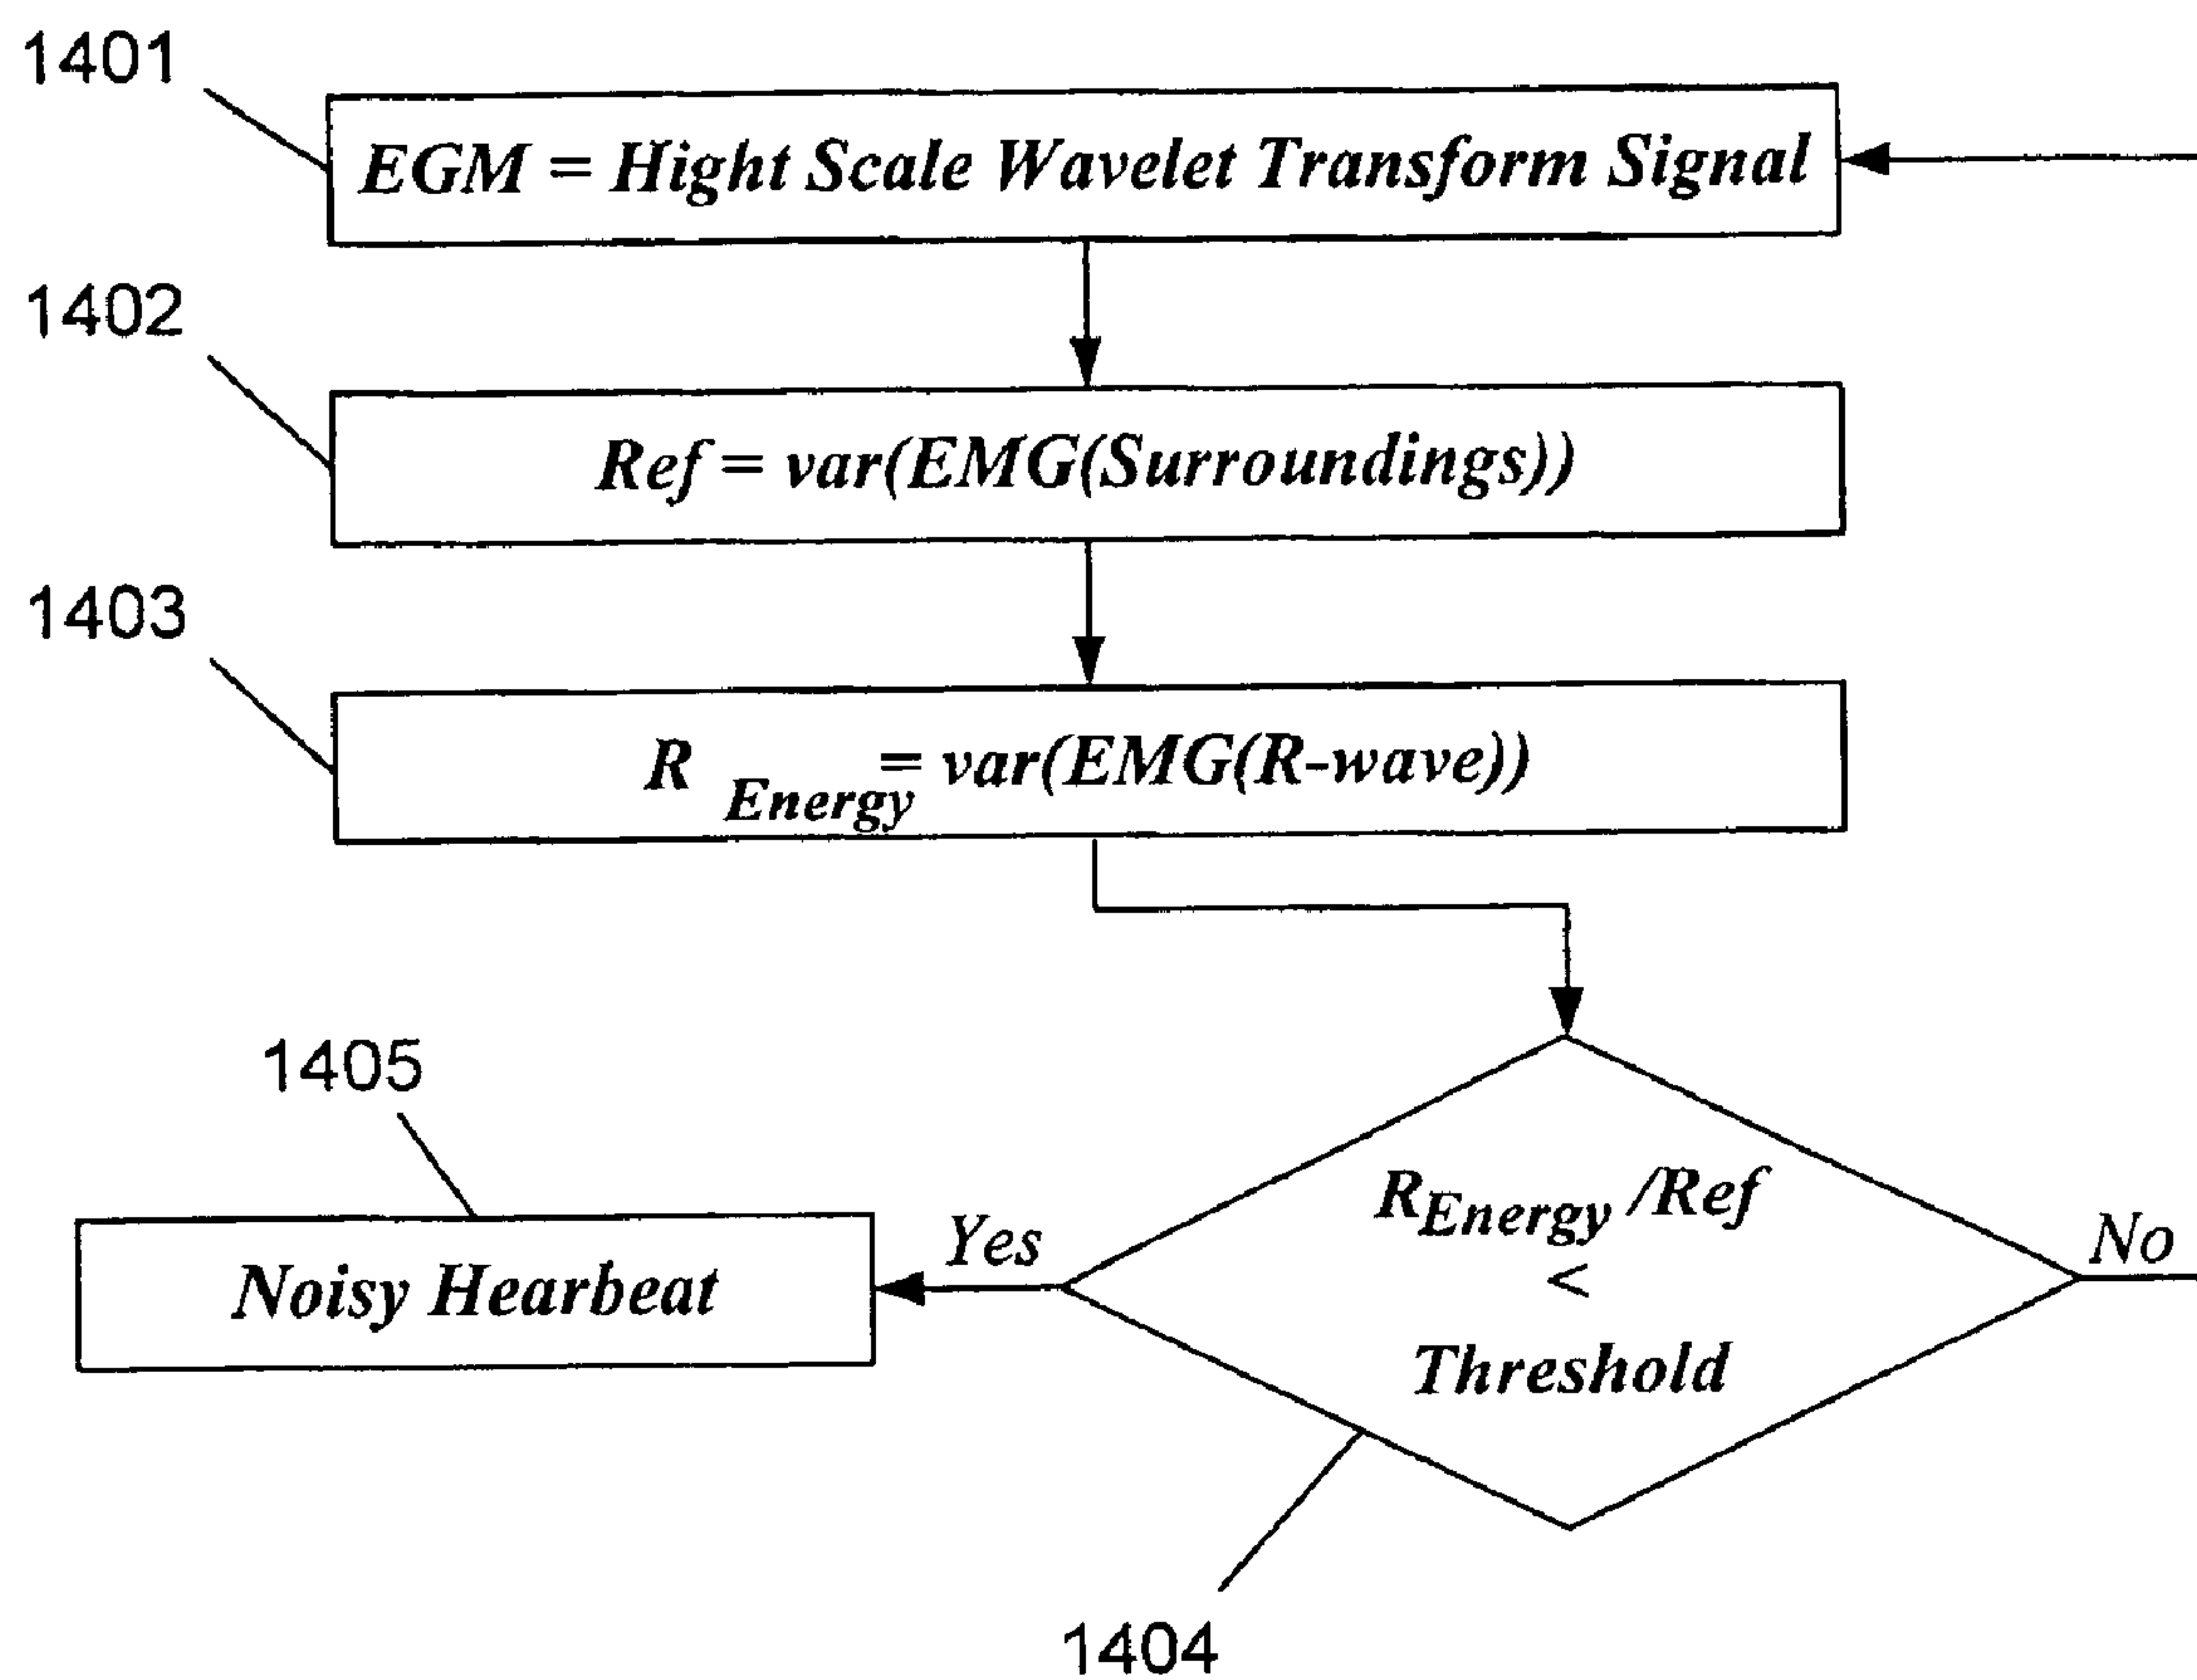 1401
EGM = Hight Scale Wavelet Transform Signal
1402
Ref = var(EMG(Surroundings))
1403
R Energy = var(EMG(R-wave))
1405
Noisy Hearbeat
Yes
REnergy /Ref
<
Threshold
No
1404